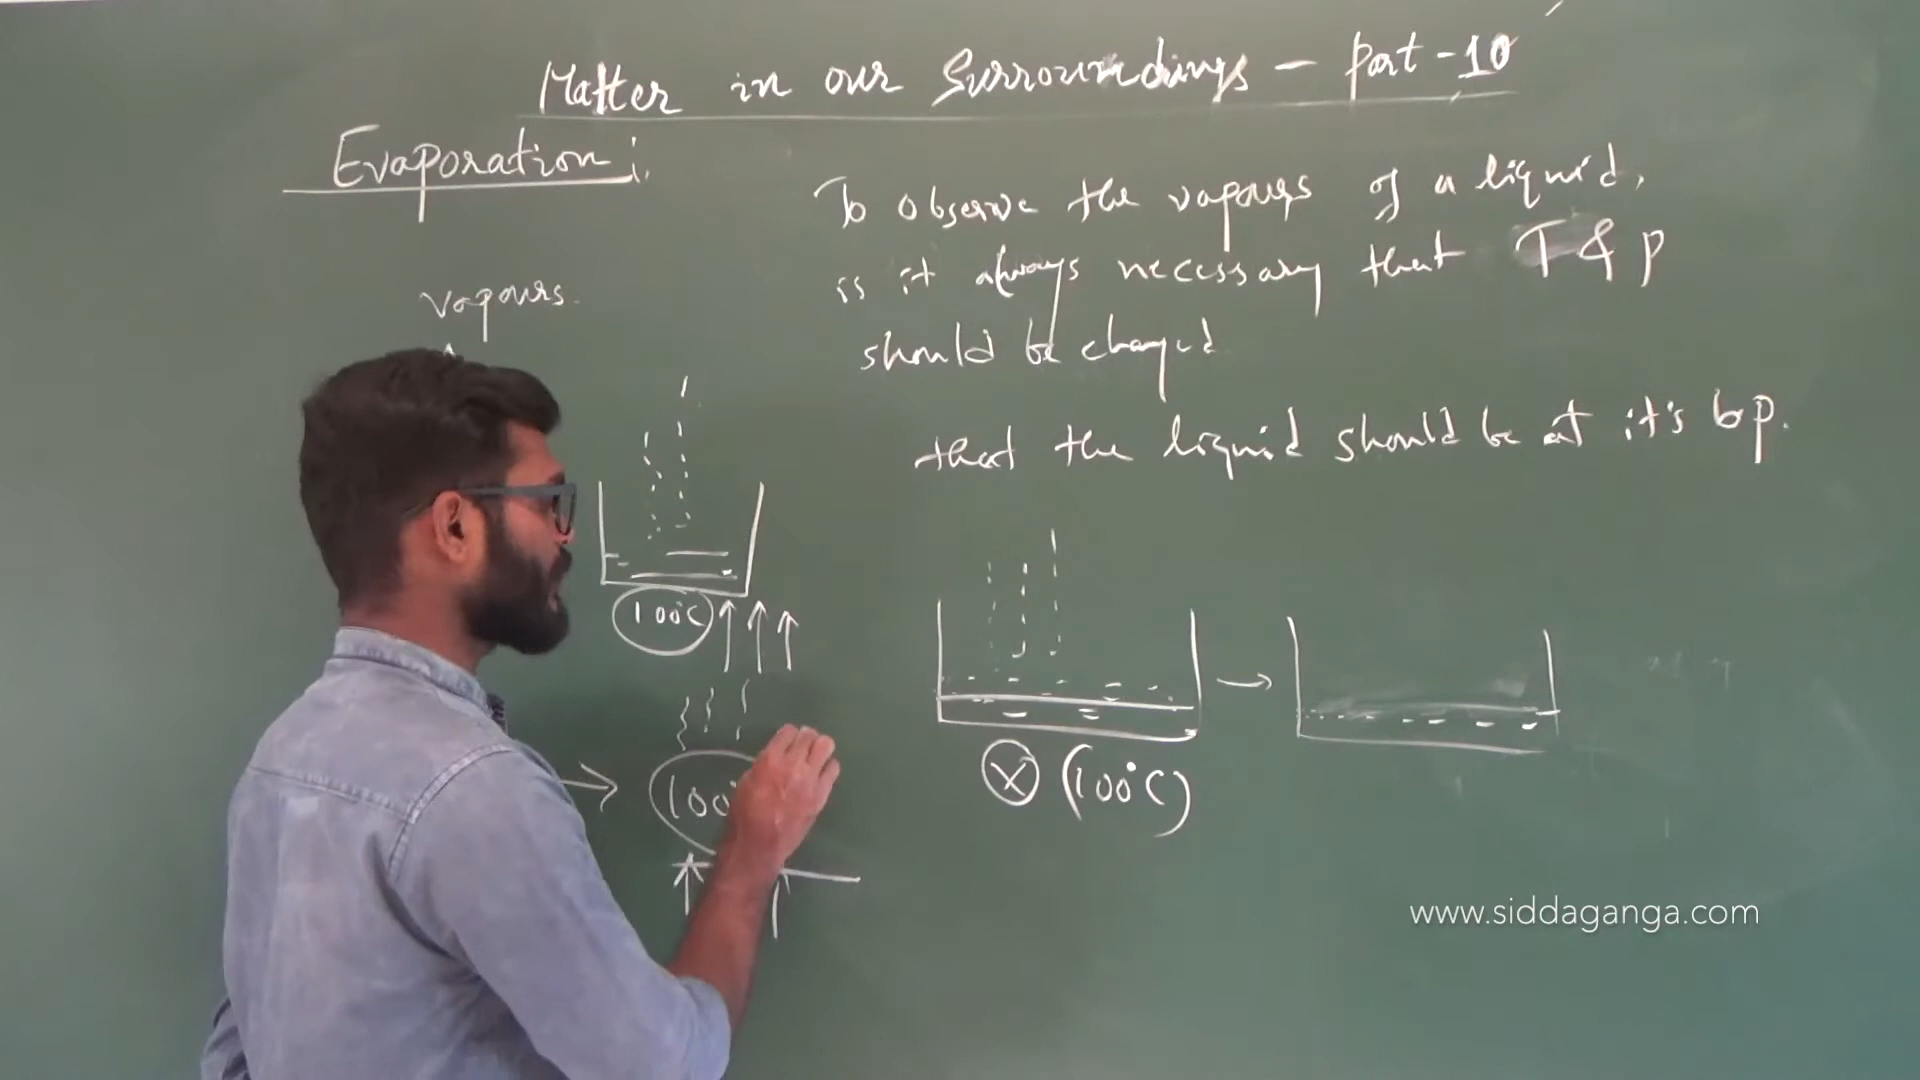 Matter in our Surroundings - Part-10
Evaporation:
To observe the vapours of a liquid,
is it always necessary that T & P
should be changed
that the liquid should be at it's bp.
vapours.
100°C
100°
X (100°C)
www.siddaganga.com